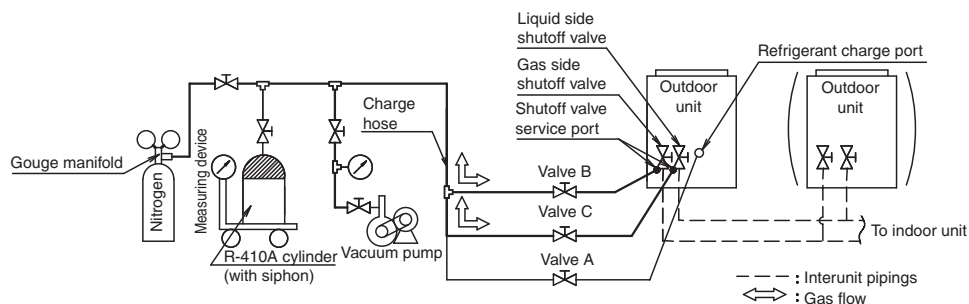 Liquid side
shutoff valve
Refrigerant charge port
Gas side
shutoff valve
Outdoor
unit
Outdoor
unit
Charge
hose
Shutoff valve
service port
Gouge manifold
Nitrogen
Measuring device
Valve B
Valve C
To indoor unit
R-410A cylinder
(with siphon)
Vacuum pump
Valve A
: Interunit pipings
: Gas flow